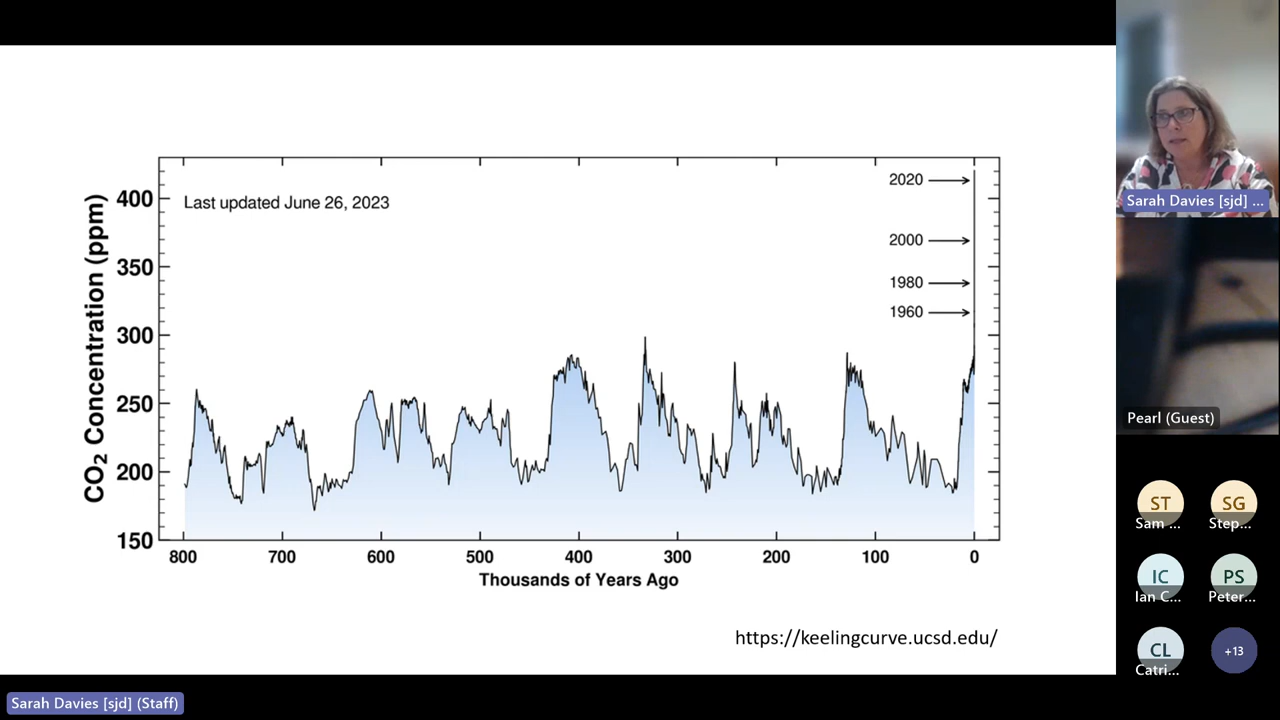 CO₂ Concentration (ppm)
400
350
300
250
200
150
Last updated June 26, 2023
2020
2000
1980
1960
800 700 600 500 400 300 200 100 0
Thousands of Years Ago
https://keelingcurve.ucsd.edu/
Sarah Davies [sjd] (Staff)
Sarah Davies [sjd] ...
Pearl (Guest)
ST SG
Sam ... Step...
IC PS
Ian C... Peter...
CL +13
Catri...